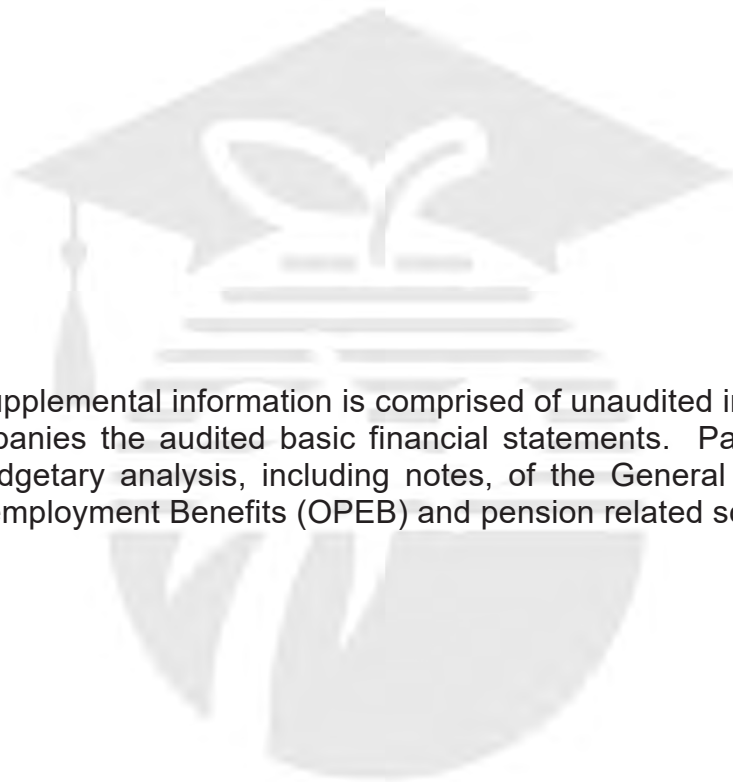 upplemental information is comprised of unaudited in
panies the audited basic financial statements. Pa
dgetary analysis, including notes, of the General
employment Benefits (OPEB) and pension related sc